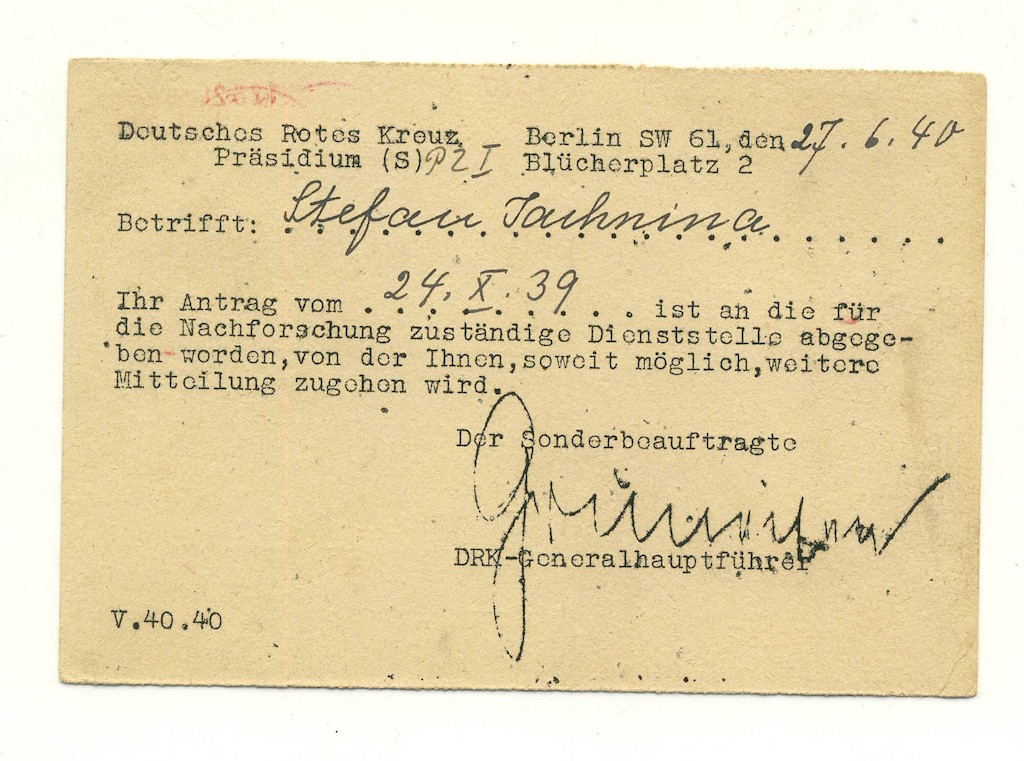 Deutsches Rotes Kreuz
Präsidium (S) PZ I
Berlin SW 61, den 27.6.40
Blücherplatz 2
Betrifft: Stefan Jachnina
Ihr Antrag vom 24.X.39 ist an die für
die Nachforschung zuständige Dienststelle abgege-
ben worden, von der Ihnen, soweit möglich, weitere
Mitteilung zugehen wird.
Der Sonderbeauftragte
DRK-Generalhauptführer
V.40.40